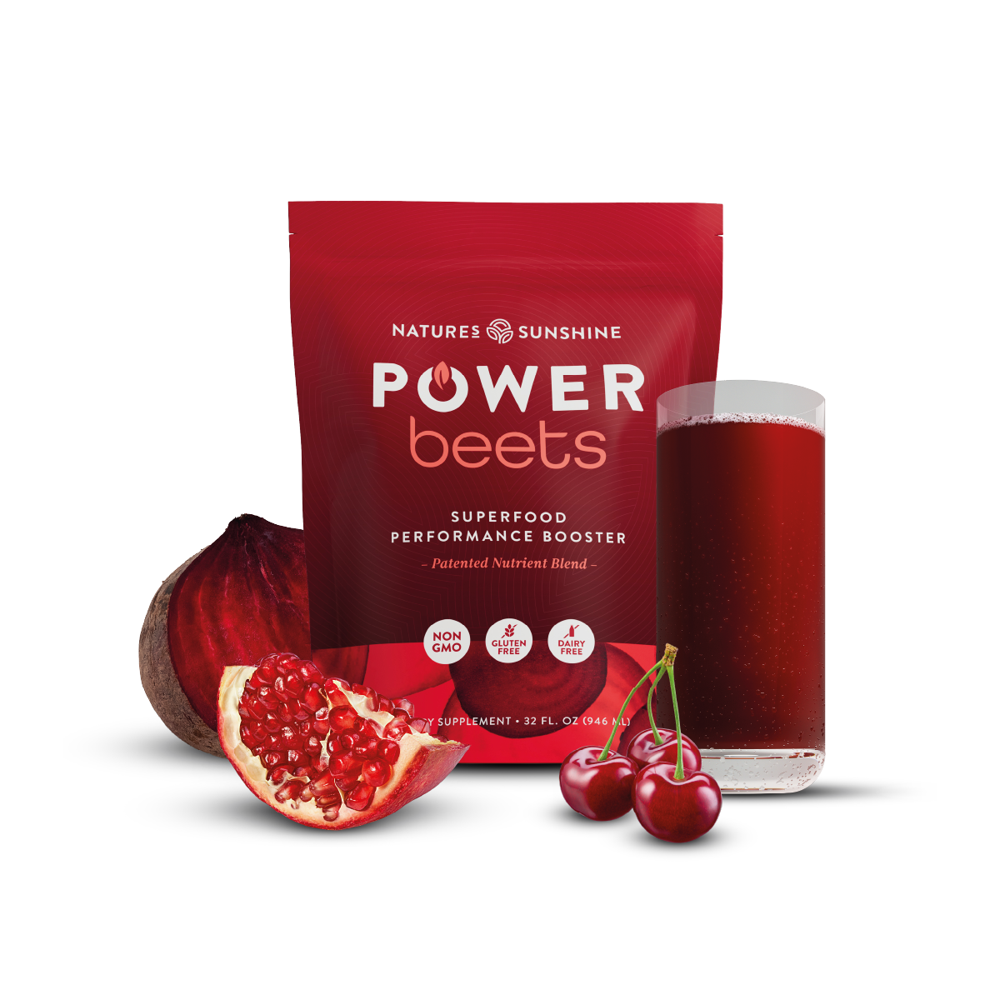 NATURES SUNSHINE
POWER
beets
SUPERFOOD
PERFORMANCE BOOSTER
– Patented Nutrient Blend –
NON
GMO
GLUTEN
FREE
DAIRY
FREE
SUPPLEMENT • 32 FL. OZ (946 ML)